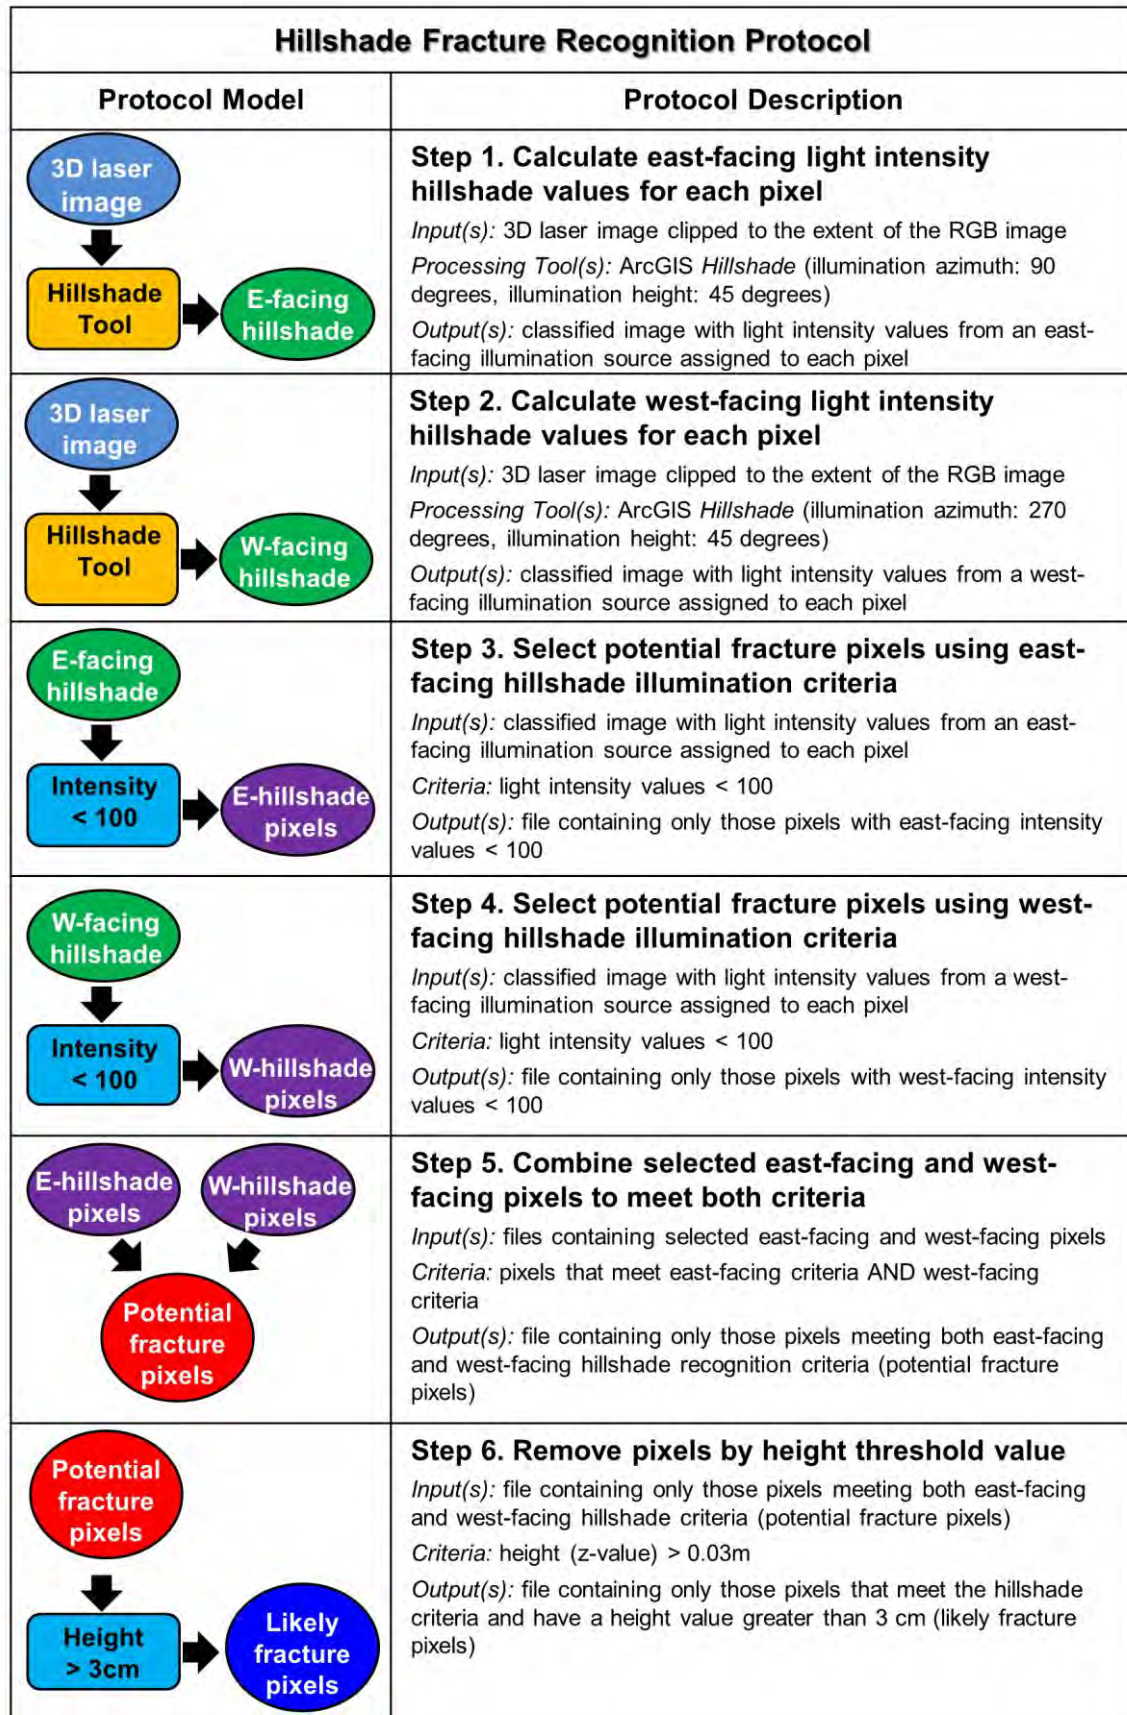 Hillshade Fracture Recognition Protocol
Protocol Model
Protocol Description
3D laser
image
Hillshade
Tool
E-facing
hillshade
Step 1. Calculate east-facing light intensity
hillshade values for each pixel
Input(s): 3D laser image clipped to the extent of the RGB image
Processing Tool(s): ArcGIS Hillshade (illumination azimuth: 90
degrees, illumination height: 45 degrees)
Output(s): classified image with light intensity values from an east-
facing illumination source assigned to each pixel
3D laser
image
Hillshade
Tool
W-facing
hillshade
Step 2. Calculate west-facing light intensity
hillshade values for each pixel
Input(s): 3D laser image clipped to the extent of the RGB image
Processing Tool(s): ArcGIS Hillshade (illumination azimuth: 270
degrees, illumination height: 45 degrees)
Output(s): classified image with light intensity values from a west-
facing illumination source assigned to each pixel
E-facing
hillshade
Intensity
< 100
E-hillshade
pixels
Step 3. Select potential fracture pixels using east-
facing hillshade illumination criteria
Input(s): classified image with light intensity values from an east-
facing illumination source assigned to each pixel
Criteria: light intensity values < 100
Output(s): file containing only those pixels with east-facing intensity
values < 100
W-facing
hillshade
Intensity
< 100
W-hillshade
pixels
Step 4. Select potential fracture pixels using west-
facing hillshade illumination criteria
Input(s): classified image with light intensity values from a west-
facing illumination source assigned to each pixel
Criteria: light intensity values < 100
Output(s): file containing only those pixels with west-facing intensity
values < 100
E-hillshade
pixels
W-hillshade
pixels
Potential
fracture
pixels
Step 5. Combine selected east-facing and west-
facing pixels to meet both criteria
Input(s): files containing selected east-facing and west-facing pixels
Criteria: pixels that meet east-facing criteria AND west-facing
criteria
Output(s): file containing only those pixels meeting both east-facing
and west-facing hillshade recognition criteria (potential fracture
pixels)
Potential
fracture
pixels
Height
> 3cm
Likely
fracture
pixels
Step 6. Remove pixels by height threshold value
Input(s): file containing only those pixels meeting both east-facing
and west-facing hillshade criteria (potential fracture pixels)
Criteria: height (z-value) > 0.03m
Output(s): file containing only those pixels that meet the hillshade
criteria and have a height value greater than 3 cm (likely fracture
pixels)